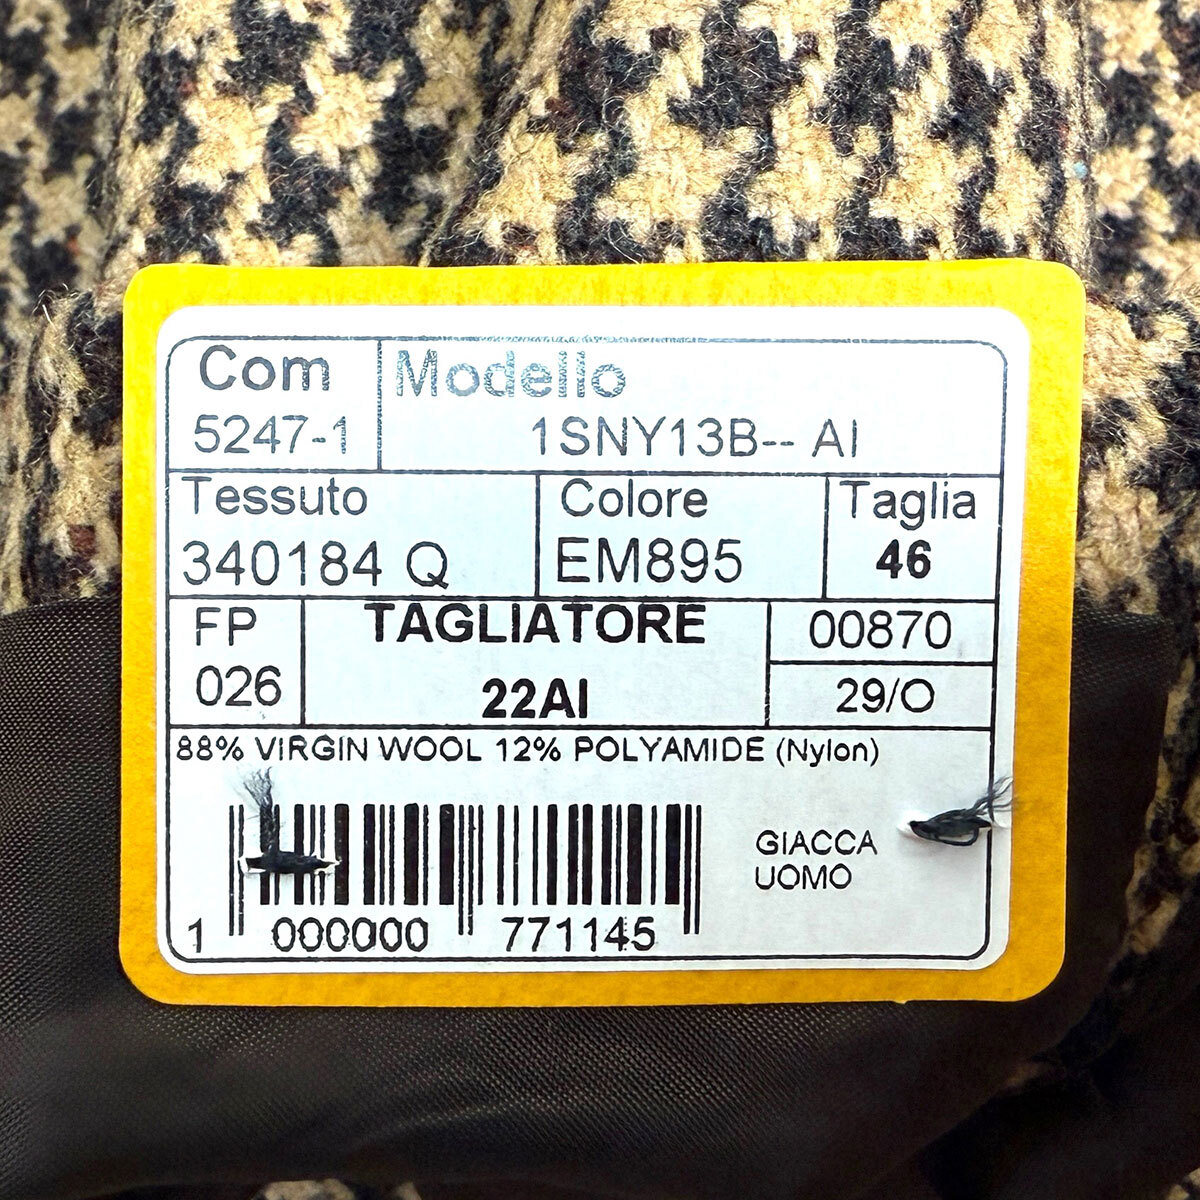 Com
Modello
5247-1
1SNY13B-- AI
Tessuto
Colore
Taglia
340184 Q
EM895
46
FP
TAGLIATORE
00870
026
22AI
29/O
88% VIRGIN WOOL 12% POLYAMIDE (Nylon)
GIACCA
UOMO
1 000000 771145